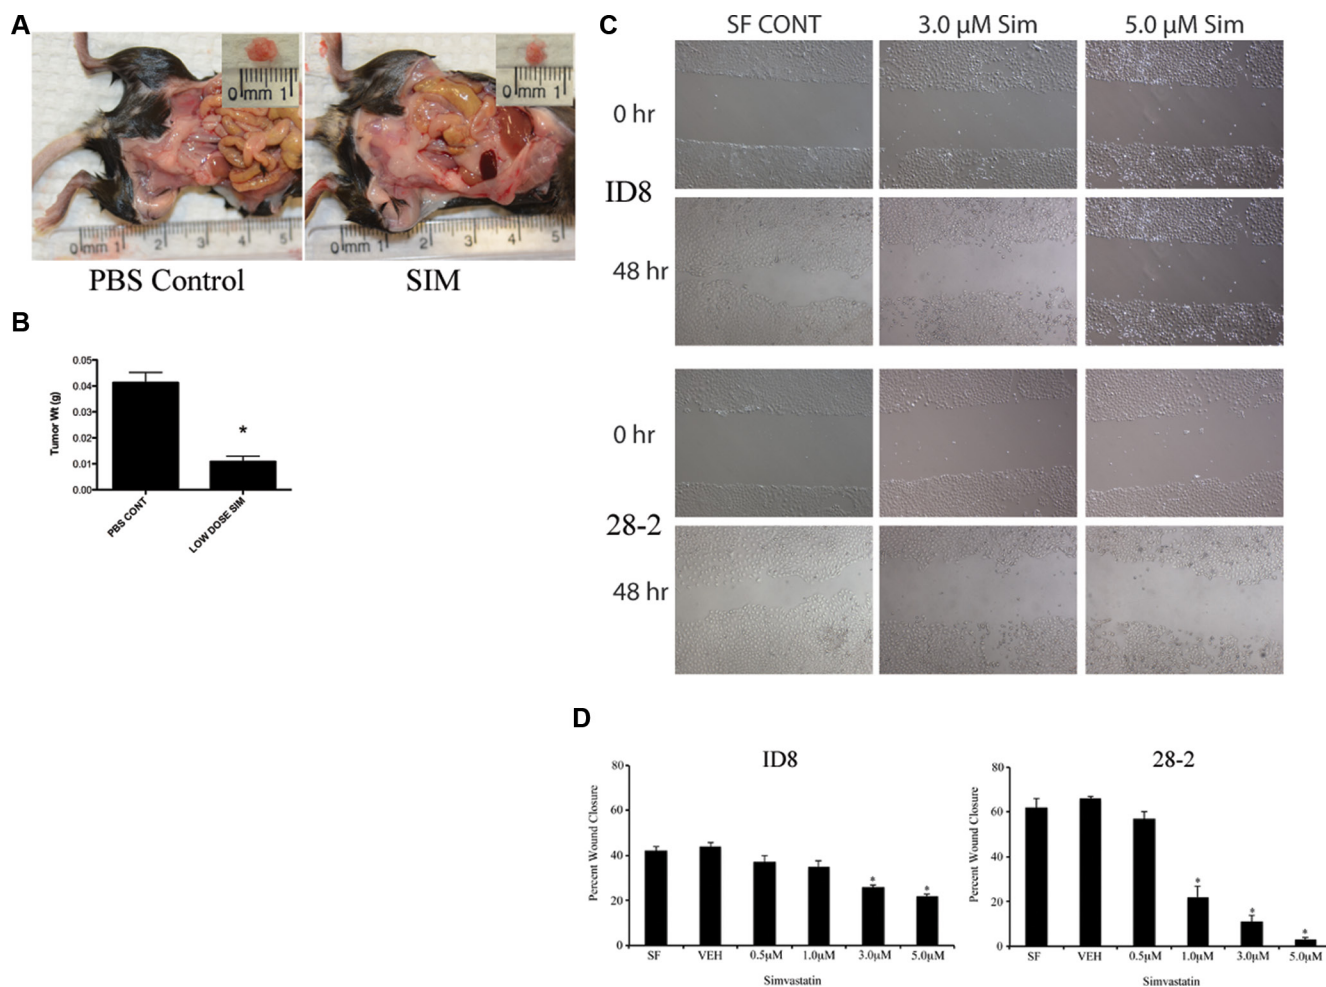 A
0 mm 1
0 mm 1
0 mm 1 2 3 4 5
0 mm 1 2 3 4 5
PBS Control SIM
B
0.05
0.04
0.03
0.02
0.01
0.00
Tumor Wt (g)
*
PBS CONT
LOW DOSE SIM
C
SF CONT 3.0 µM Sim 5.0 µM Sim
0 hr
ID8
48 hr
0 hr
28-2
48 hr
D
ID8
80
60
40
20
0
Percent Wound Closure
* *
SF VEH 0.5µM 1.0µM 3.0µM 5.0µM
Simvastatin
28-2
80
60
40
20
0
Percent Wound Closure
* * *
SF VEH 0.5µM 1.0µM 3.0µM 5.0µM
Simvastatin